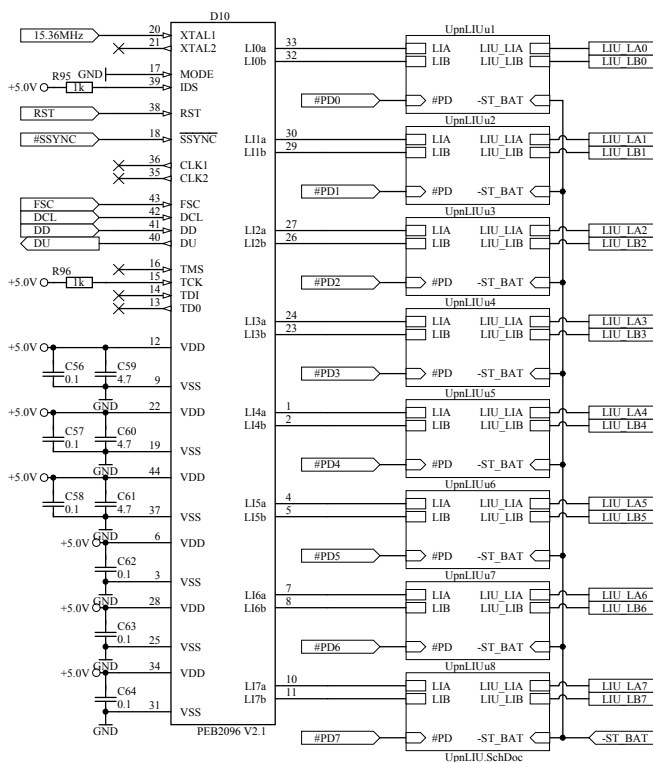 D10
15.36MHz 20 XTAL1
21 XTAL2
GND 17 MODE
R95
+5.0V 1k 39 IDS
RST 38 RST
#SSYNC 18 SSYNC
36 CLK1
35 CLK2
FSC 43 FSC
DCL 42 DCL
DD 41 DD
DU 40 DU
16 TMS
R96
+5.0V 1k 15 TCK
14 TDI
13 TD0
+5.0V 12 VDD
C56 0.1
C59 4.7
9 VSS
GND
+5.0V 22 VDD
C57 0.1
C60 4.7
19 VSS
GND
+5.0V 44 VDD
C58 0.1
C61 4.7
37 VSS
GND
+5.0V 6 VDD
C62 0.1
3 VSS
GND
+5.0V 28 VDD
C63 0.1
25 VSS
GND
+5.0V 34 VDD
C64 0.1
31 VSS
GND
PEB2096 V2.1
LI0a 33
LI0b 32
LI1a 30
LI1b 29
LI2a 27
LI2b 26
LI3a 24
LI3b 23
LI4a 1
LI4b 2
LI5a 4
LI5b 5
LI6a 7
LI6b 8
LI7a 10
LI7b 11
UpnLIUu1
LIA LIU_LIA LIU_LA0
LIB LIU_LIB LIU_LB0
#PD0 #PD -ST_BAT
UpnLIUu2
LIA LIU_LIA LIU_LA1
LIB LIU_LIB LIU_LB1
#PD1 #PD -ST_BAT
UpnLIUu3
LIA LIU_LIA LIU_LA2
LIB LIU_LIB LIU_LB2
#PD2 #PD -ST_BAT
UpnLIUu4
LIA LIU_LIA LIU_LA3
LIB LIU_LIB LIU_LB3
#PD3 #PD -ST_BAT
UpnLIUu5
LIA LIU_LIA LIU_LA4
LIB LIU_LIB LIU_LB4
#PD4 #PD -ST_BAT
UpnLIUu6
LIA LIU_LIA LIU_LA5
LIB LIU_LIB LIU_LB5
#PD5 #PD -ST_BAT
UpnLIUu7
LIA LIU_LIA LIU_LA6
LIB LIU_LIB LIU_LB6
#PD6 #PD -ST_BAT
UpnLIUu8
LIA LIU_LIA LIU_LA7
LIB LIU_LIB LIU_LB7
#PD7 #PD -ST_BAT -ST_BAT
UpnLIU.SchDoc